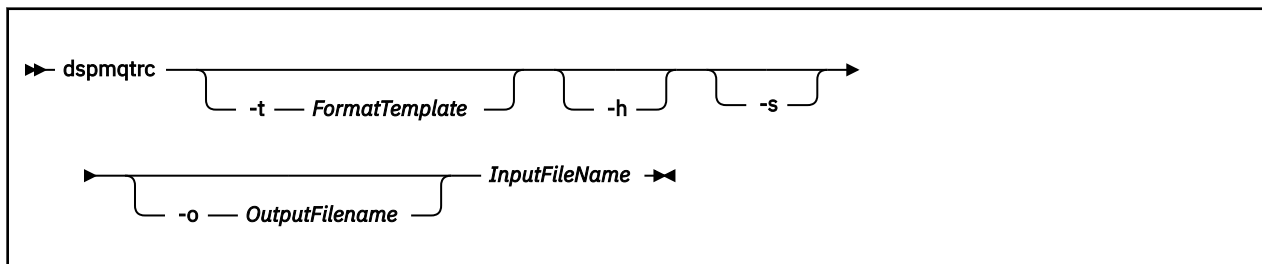 dspmqtrc
-t FormatTemplate -h -s
InputFileName
-o OutputFilename